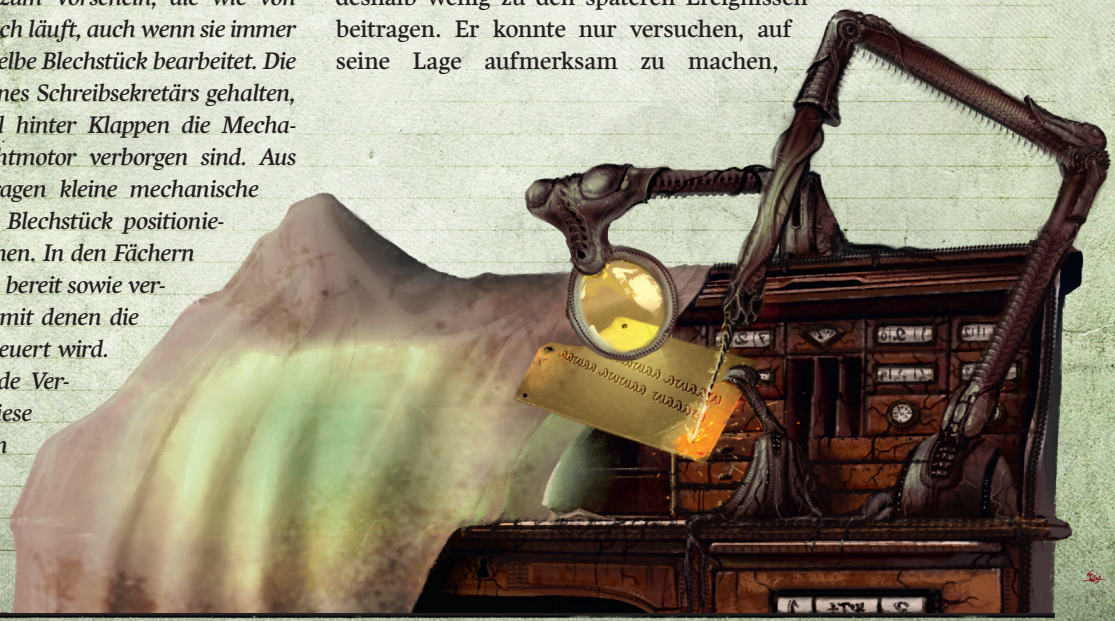 zum Vorschein, die wie von
ch läuft, auch wenn sie immer
elbe Blechstück bearbeitet. Die
nes Schreibsekretärs gehalten,
l hinter Klappen die Mecha-
htmotor verborgen sind. Aus
ragen kleine mechanische
Blechstück positionie-
nen. In den Fächern
bereit sowie ver-
mit denen die
euert wird.
de Ver-
iese
n
deshalb wenig zu den späteren Ereignissen
beitragen. Er konnte nur versuchen, auf
seine Lage aufmerksam zu machen,